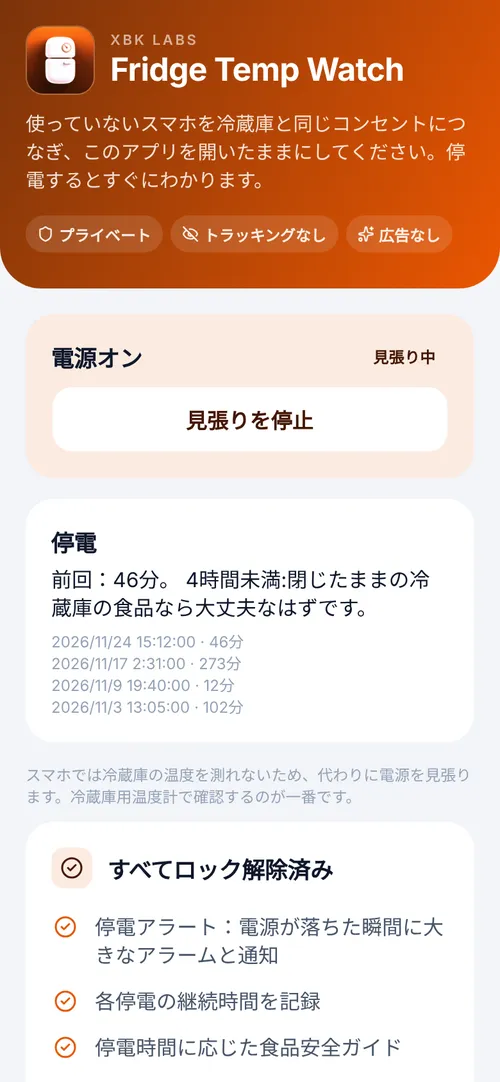 XBK LABS
Fridge Temp Watch
使っていないスマホを冷蔵庫と同じコンセントにつ
なぎ、このアプリを開いたままにしてください。停
電するとすぐにわかります。
プライベート
トラッキングなし
広告なし
電源オン
見張り中
見張りを停止
停電
前回：46分。 4時間未満:閉じたままの冷
蔵庫の食品なら大丈夫なはずです。
2026/11/24 15:12:00 · 46分
2026/11/17 2:31:00 · 273分
2026/11/9 19:40:00 · 12分
2026/11/3 13:05:00 · 102分
スマホでは冷蔵庫の温度を測れないため、代わりに電源を見張り
ます。冷蔵庫用温度計で確認するのが一番です。
すべてロック解除済み
停電アラート：電源が落ちた瞬間に大
きなアラームと通知
各停電の継続時間を記録
停電時間に応じた食品安全ガイド